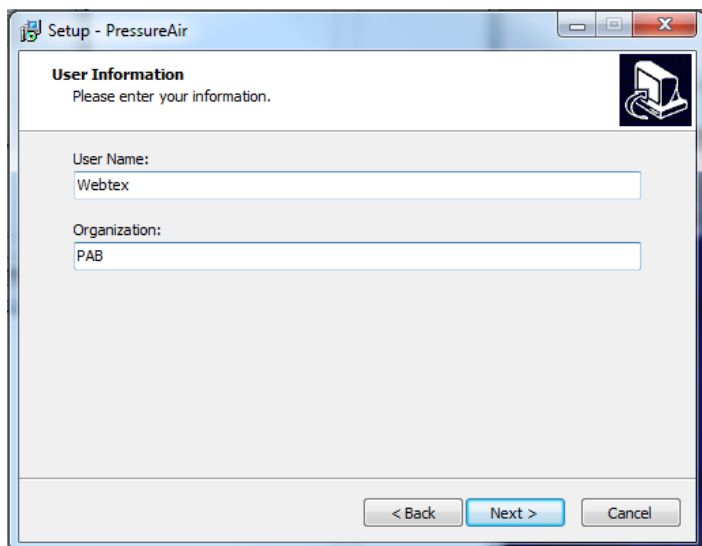 Setup - PressureAir
User Information
Please enter your information.
User Name:
Webtex
Organization:
PAB
< Back
Next >
Cancel